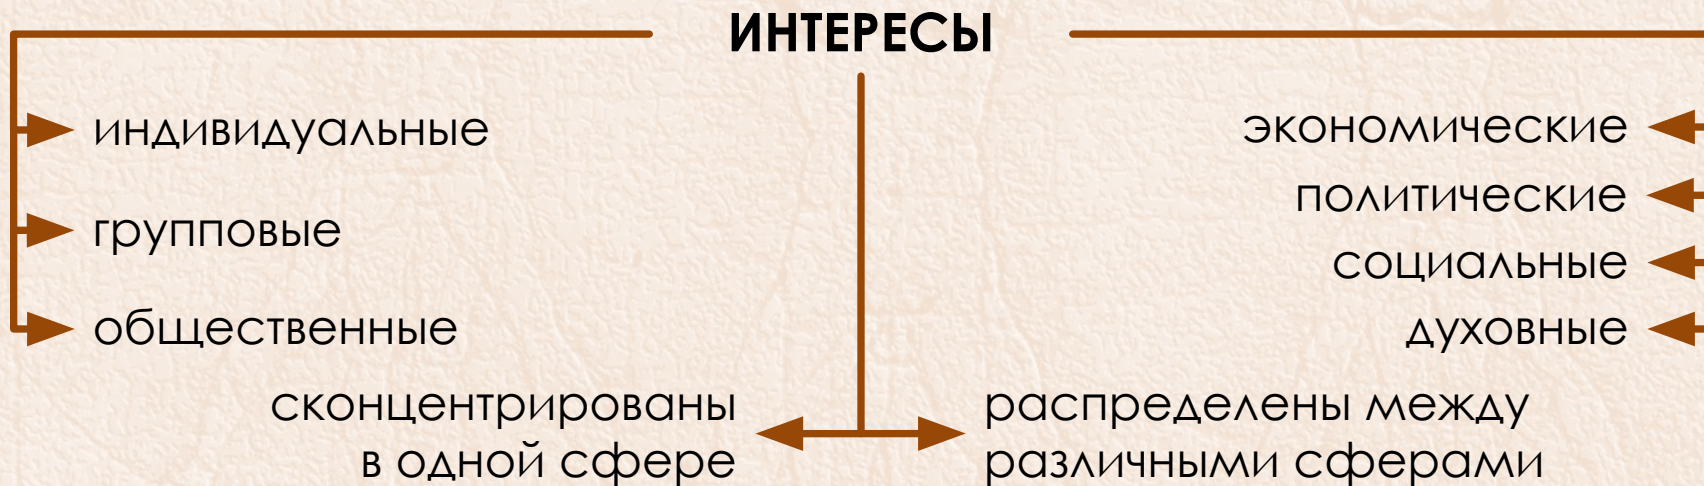 ИНТЕРЕСЫ
индивидуальные
групповые
общественные
экономические
политические
социальные
духовные
сконцентрированы
в одной сфере
распределены между
различными сферами